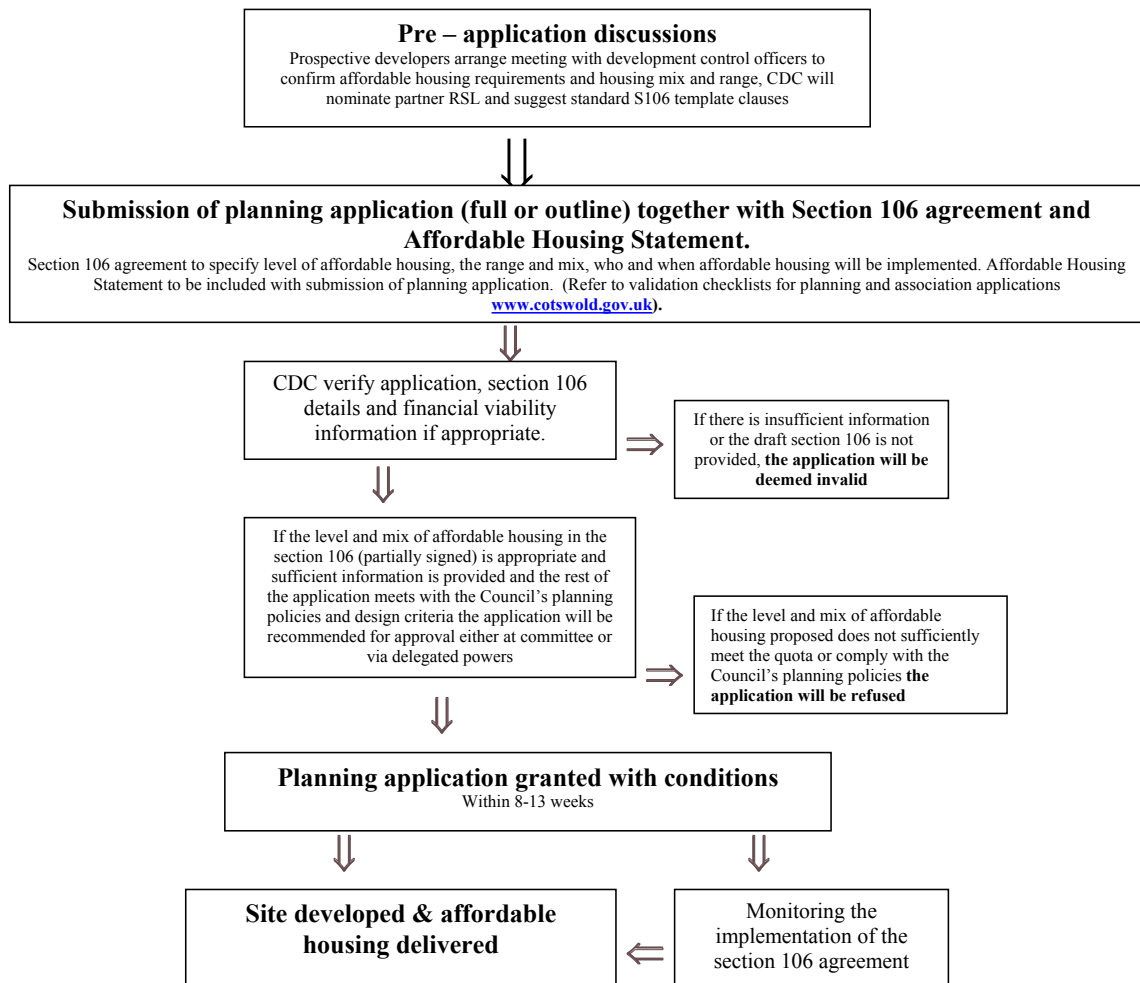 Pre – application discussions
Prospective developers arrange meeting with development control officers to
confirm affordable housing requirements and housing mix and range, CDC will
nominate partner RSL and suggest standard S106 template clauses
Submission of planning application (full or outline) together with Section 106 agreement and
Affordable Housing Statement.
Section 106 agreement to specify level of affordable housing, the range and mix, who and when affordable housing will be implemented. Affordable Housing
Statement to be included with submission of planning application.  (Refer to validation checklists for planning and association applications
www.cotswold.gov.uk).
CDC verify application, section 106
details and financial viability
information if appropriate.
If there is insufficient information
or the draft section 106 is not
provided, the application will be
deemed invalid
If the level and mix of affordable housing in the
section 106 (partially signed) is appropriate and
sufficient information is provided and the rest of
the application meets with the Council's planning
policies and design criteria the application will be
recommended for approval either at committee or
via delegated powers
If the level and mix of affordable
housing proposed does not sufficiently
meet the quota or comply with the
Council's planning policies the
application will be refused
Planning application granted with conditions
Within 8-13 weeks
Site developed & affordable
housing delivered
Monitoring the
implementation of the
section 106 agreement